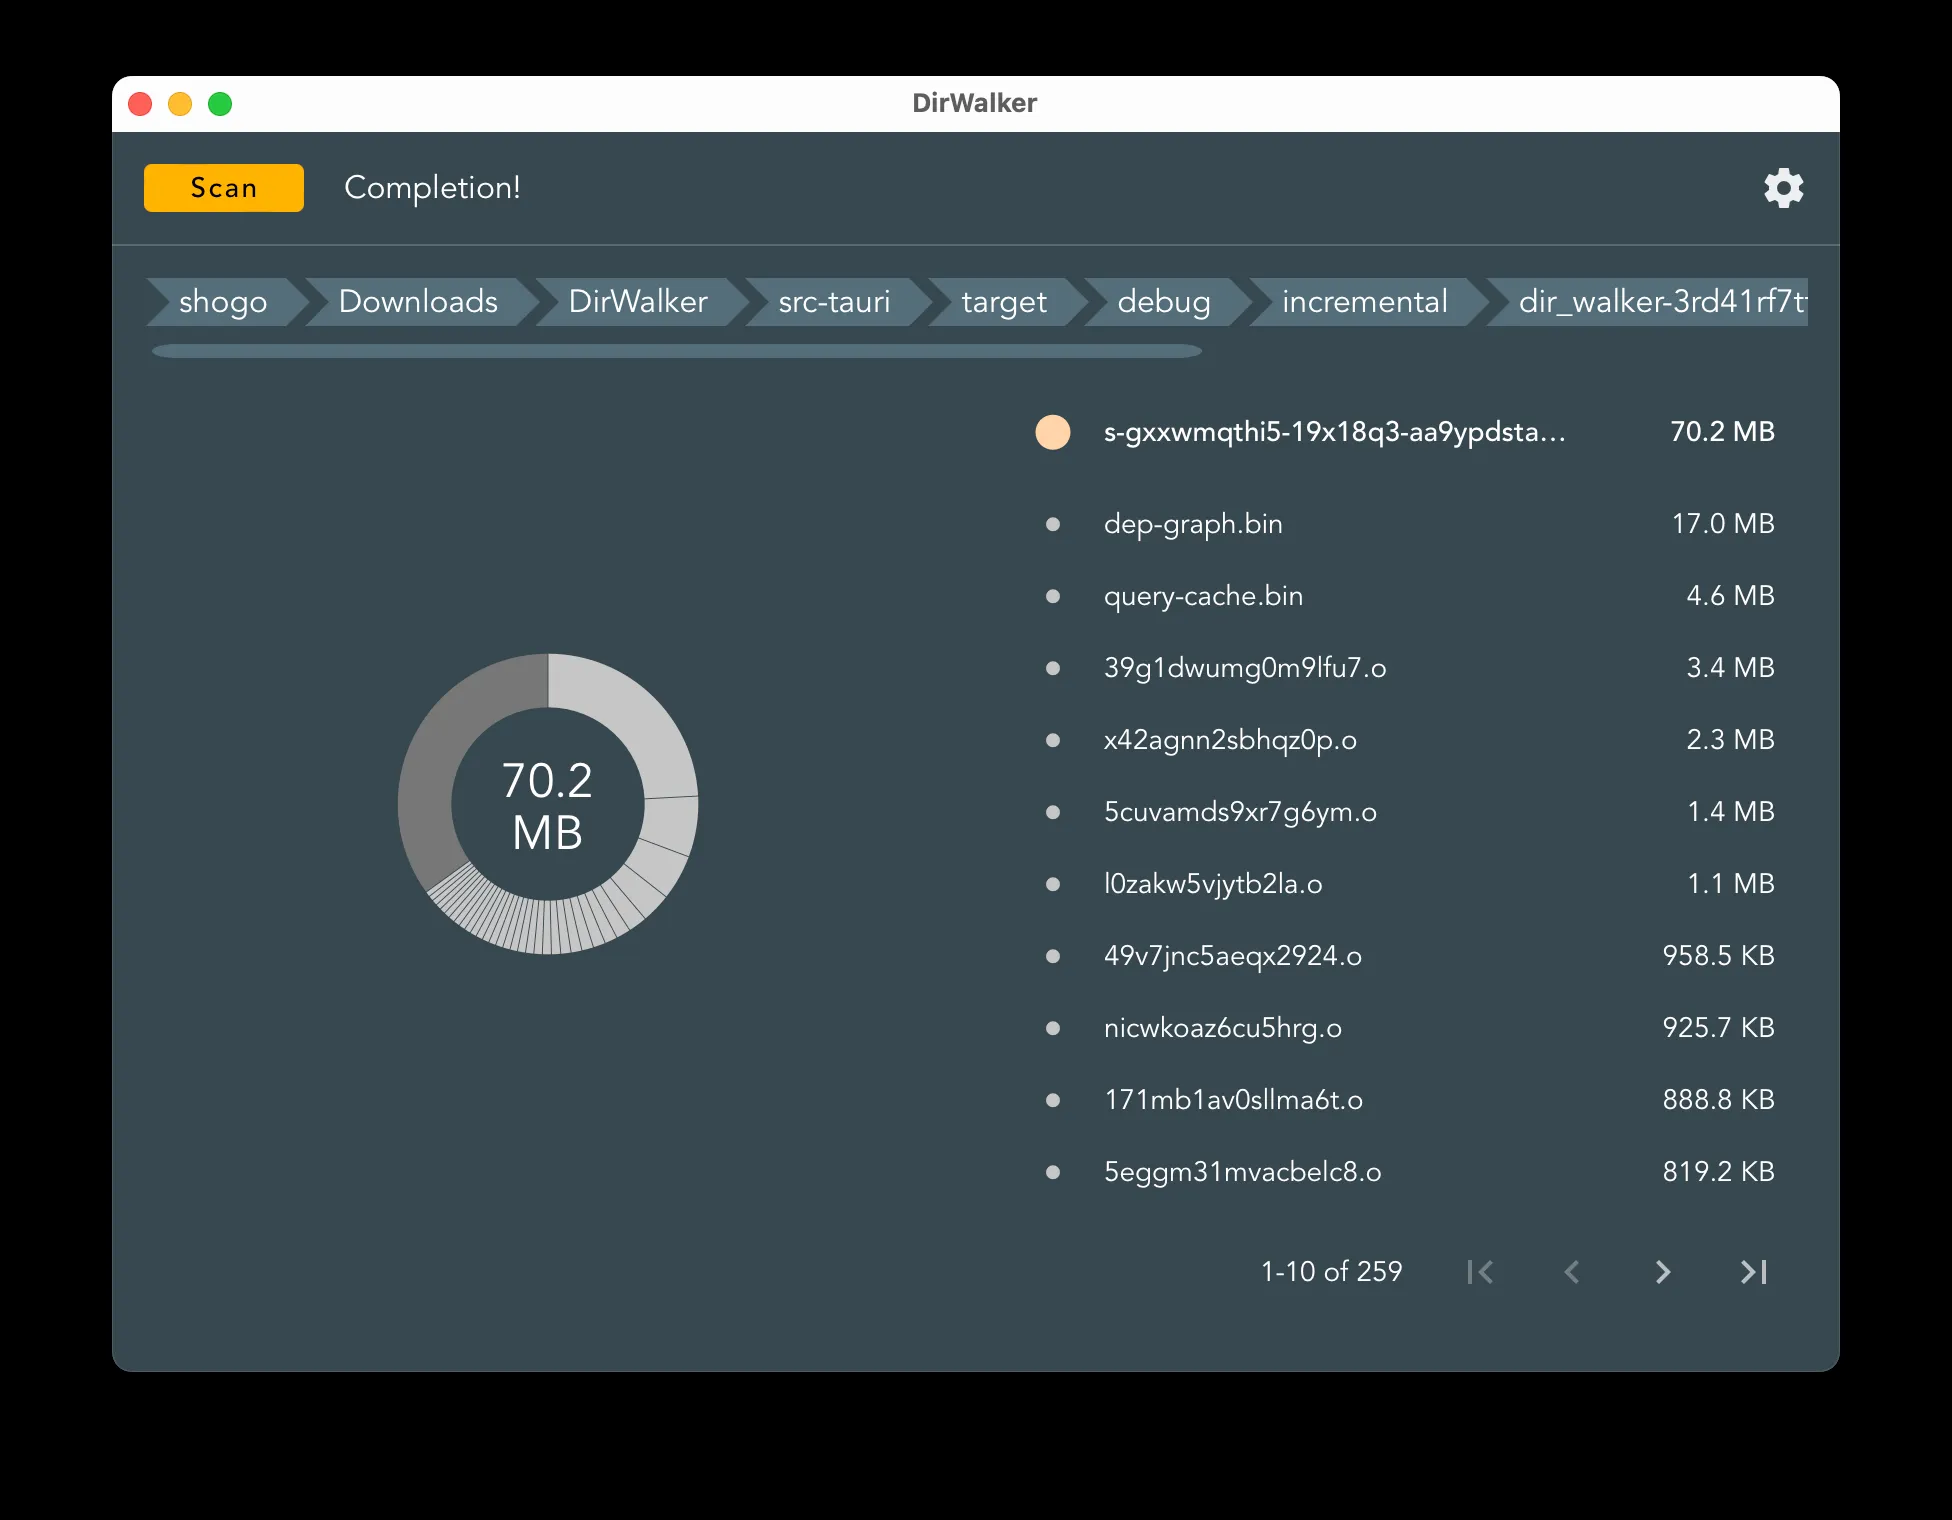 DirWalker
Scan Completion!
shogo Downloads DirWalker src-tauri target debug incremental dir_walker-3rd41rf7t
s-gxxwmqthi5-19x18q3-aa9ypdsta… 70.2 MB
dep-graph.bin 17.0 MB
query-cache.bin 4.6 MB
39g1dwumg0m9lfu7.o 3.4 MB
x42agnn2sbhqz0p.o 2.3 MB
5cuvamds9xr7g6ym.o 1.4 MB
l0zakw5vjytb2la.o 1.1 MB
49v7jnc5aeqx2924.o 958.5 KB
nicwkoaz6cu5hrg.o 925.7 KB
171mb1av0sllma6t.o 888.8 KB
5eggm31mvacbelc8.o 819.2 KB
70.2
MB
1-10 of 259